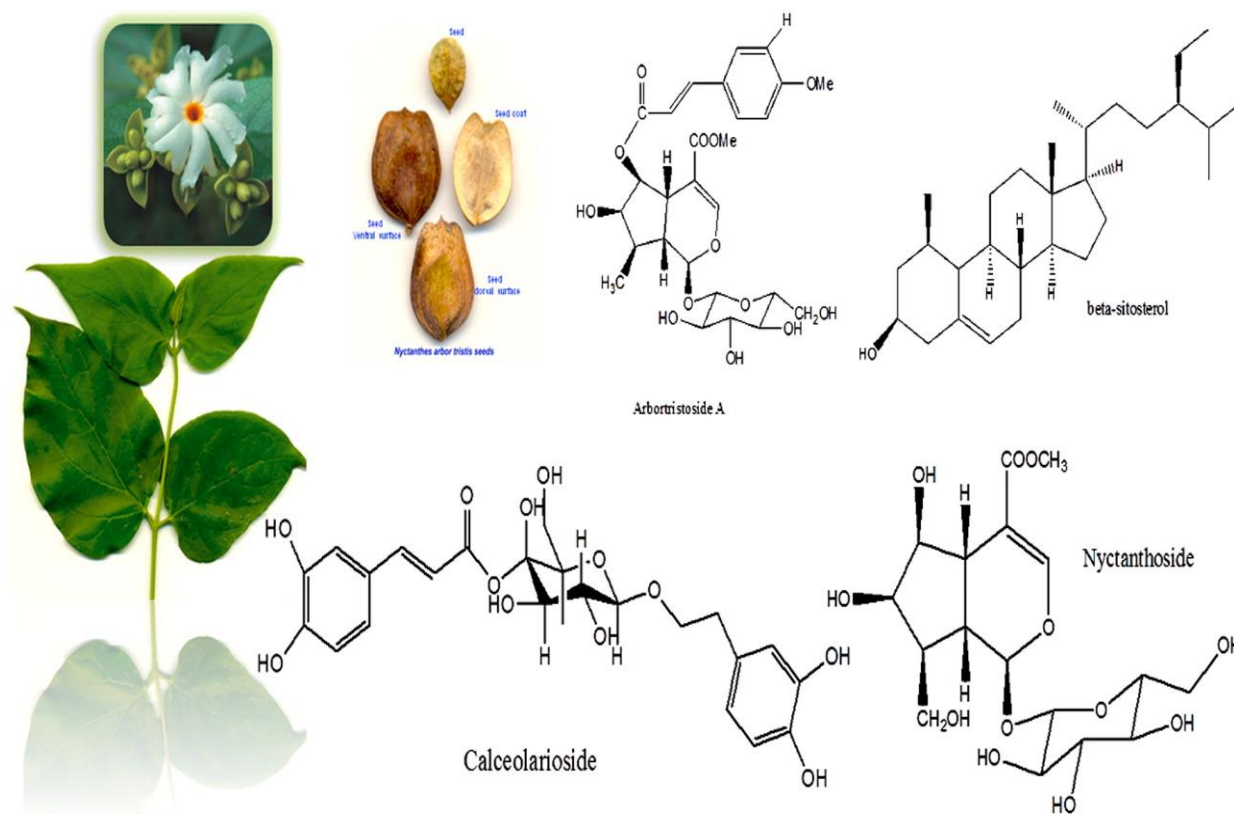 Seed
Seed coat
Seed
Ventral surface
Seed
dorsal surface
Nyctanthes arbor tristis seeds
H
O
OMe
O
COOMe
H
HO
O
H₃C
H
O
O
HO
HO
OH
CH₂OH
OH
Arbortristoside A
H
H
H
H
HO
beta-sitosterol
HO
HO
O
O
OH
OH
H
O
HO
H
OH
H
O
OH
OH
Calceolarioside
OH
COOCH₃
H
HO
O
H
CH₂OH
O
O
OH
OH
HO
OH
HO
Nyctanthoside